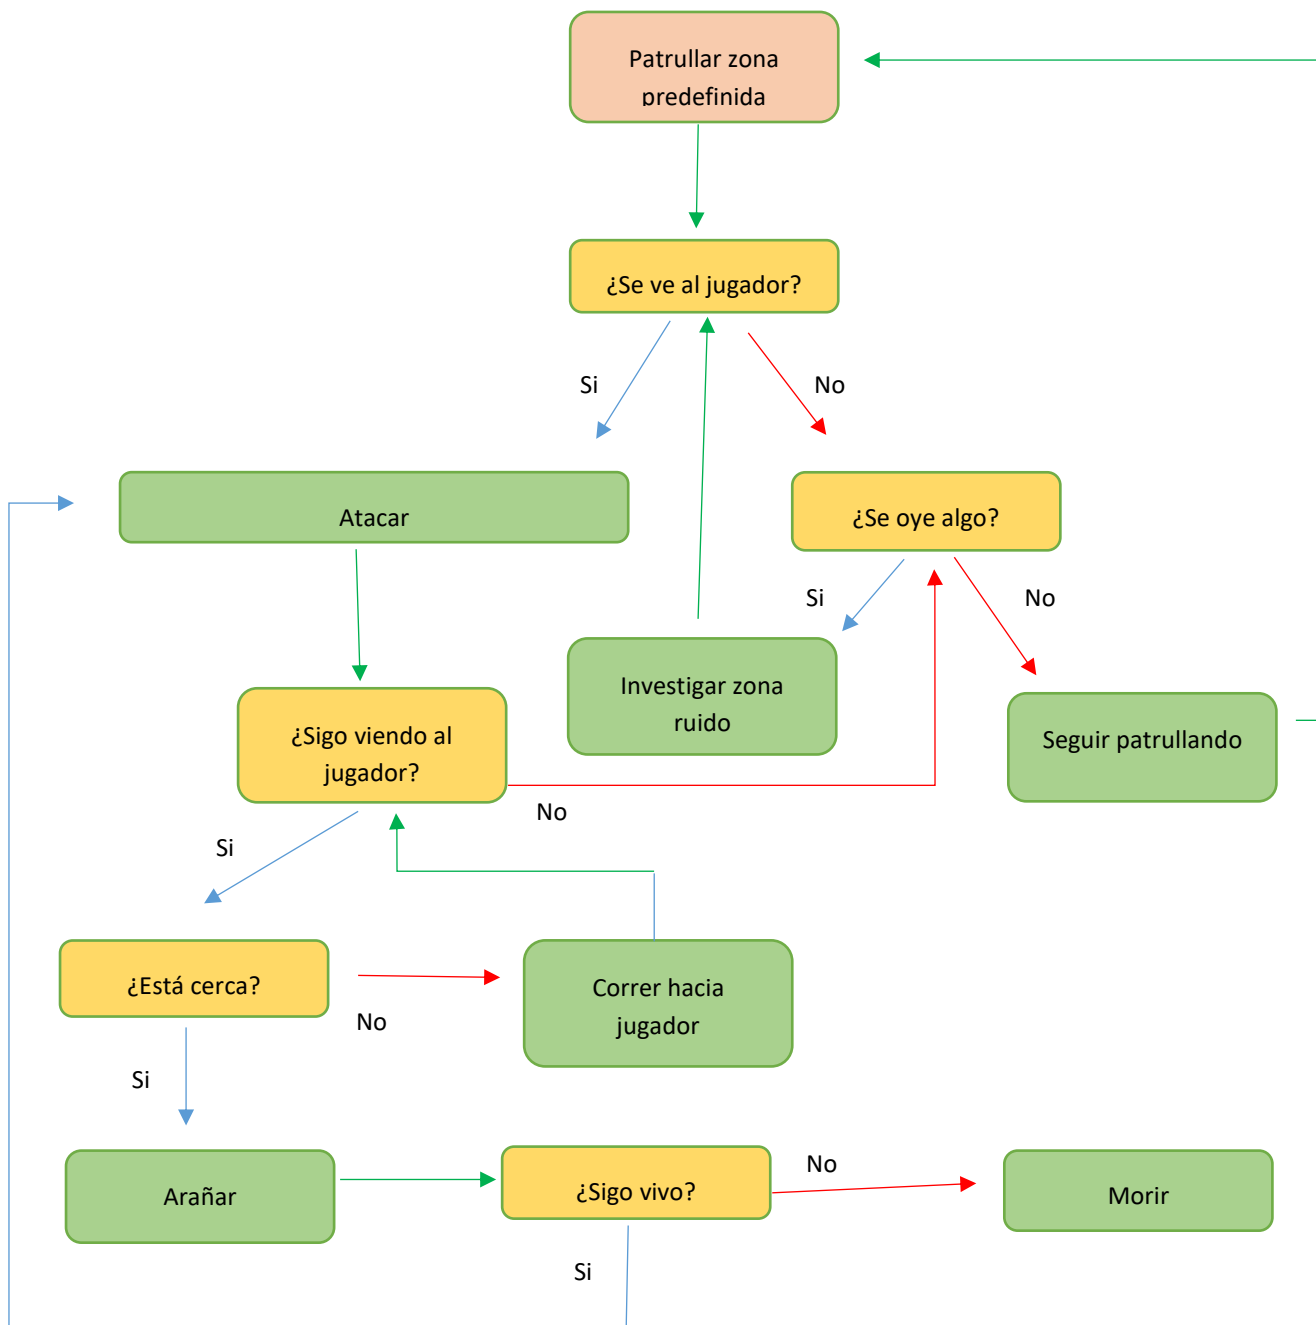 Patrullar zona
predefinida
¿Se ve al jugador?
Si
No
Atacar
¿Se oye algo?
Si
No
Investigar zona
ruido
Seguir patrullando
¿Sigo viendo al
jugador?
No
Si
¿Está cerca?
No
Correr hacia
jugador
Si
Arañar
¿Sigo vivo?
No
Morir
Si